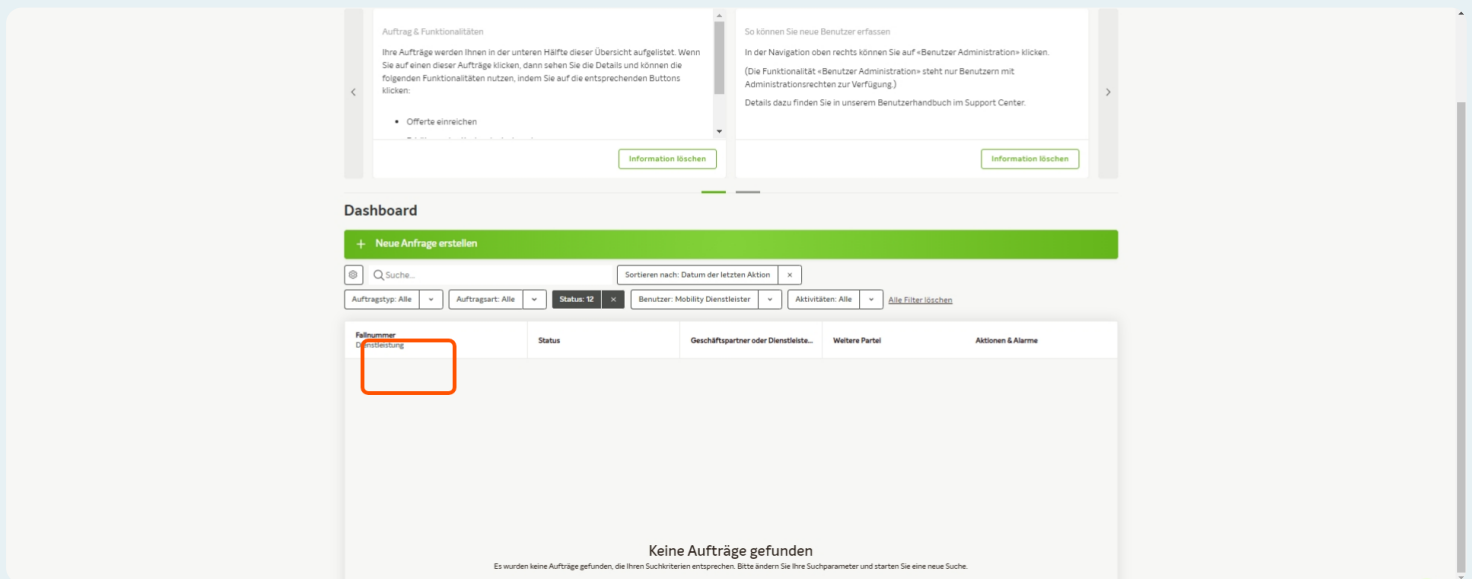 Auftrag & Funktionalitäten
Ihre Aufträge werden Ihnen in der unteren Hälfte dieser Übersicht aufgelistet. Wenn
Sie auf einen dieser Aufträge klicken, dann sehen Sie die Details und können die
folgenden Funktionalitäten nutzen, indem Sie auf die entsprechenden Buttons
klicken:
Offerte einreichen
Information löschen
So können Sie neue Benutzer erfassen
In der Navigation oben rechts können Sie auf «Benutzer Administration» klicken.
(Die Funktionalität «Benutzer Administration» steht nur Benutzern mit
Administrationsrechten zur Verfügung.)
Details dazu finden Sie in unserem Benutzerhandbuch im Support Center.
Information löschen
Dashboard
+ Neue Anfrage erstellen
Suche...
Sortieren nach: Datum der letzten Aktion ×
Auftragstyp: Alle
Auftragsart: Alle
Status: 12 ×
Benutzer: Mobility Dienstleister
Aktivitäten: Alle
Alle Filter löschen
Fallnummer
Dienstleistung
Status
Geschäftspartner oder Dienstleiste...
Weitere Partei
Aktionen & Alarme
Keine Aufträge gefunden
Es wurden keine Aufträge gefunden, die Ihren Suchkriterien entsprechen. Bitte ändern Sie Ihre Suchparameter und starten Sie eine neue Suche.